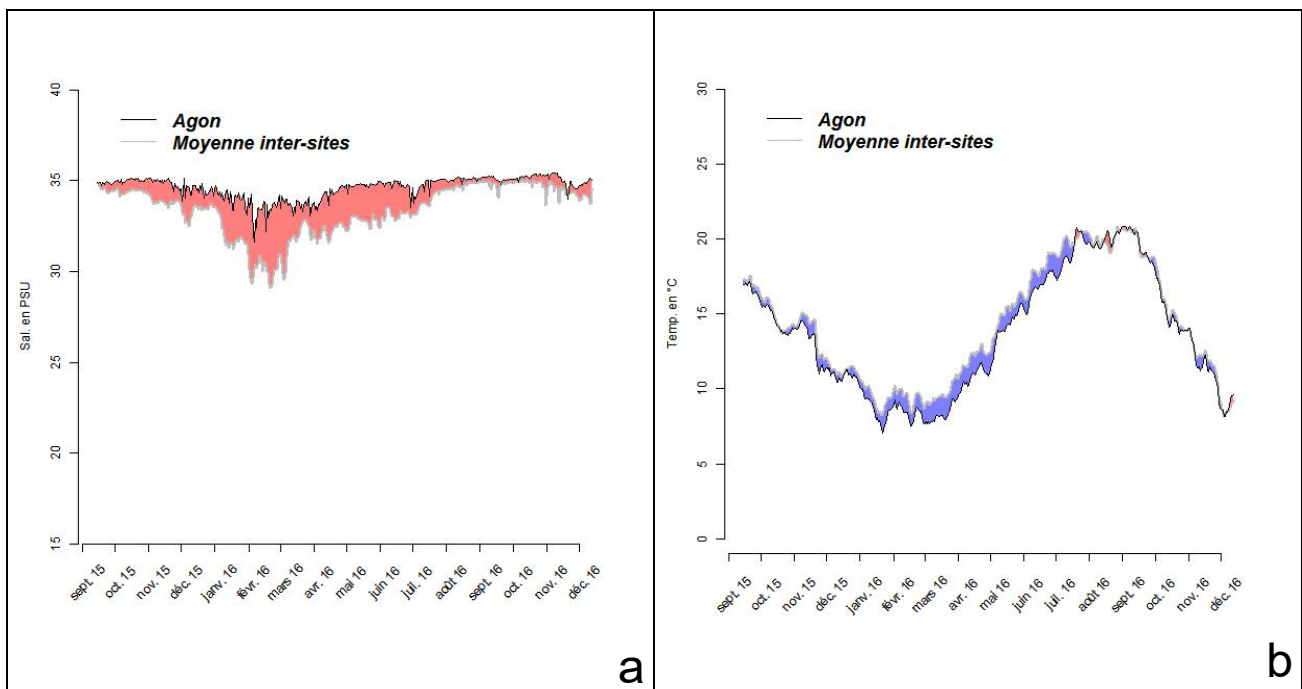 40
35
30
25
20
15
Sal. en PSU
Agon
Moyenne inter-sites
sept. 15
oct. 15
nov. 15
déc. 15
janv. 16
févr. 16
mars 16
avr. 16
mai 16
juin 16
juil. 16
août 16
sept. 16
oct. 16
nov. 16
déc. 16
a
30
25
20
15
10
5
0
Temp. en °C
Agon
Moyenne inter-sites
sept. 15
oct. 15
nov. 15
déc. 15
janv. 16
févr. 16
mars 16
avr. 16
mai 16
juin 16
juil. 16
août 16
sept. 16
oct. 16
nov. 16
déc. 16
b